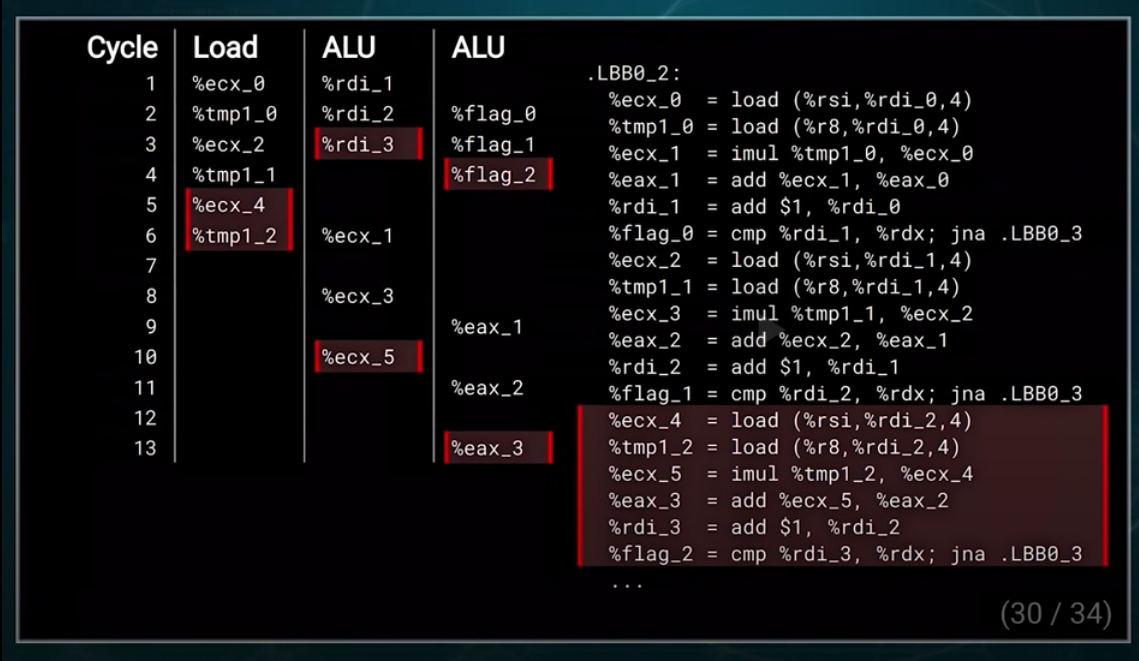 Cycle Load ALU ALU
1 %ecx_0 %rdi_1
2 %tmp1_0 %rdi_2 %flag_0
3 %ecx_2 %rdi_3 %flag_1
4 %tmp1_1 %flag_2
5 %ecx_4
6 %tmp1_2 %ecx_1
7
8 %ecx_3
9 %eax_1
10 %ecx_5
11 %eax_2
12
13 %eax_3
.LBB0_2:
%ecx_0 = load (%rsi,%rdi_0,4)
%tmp1_0 = load (%r8,%rdi_0,4)
%ecx_1 = imul %tmp1_0, %ecx_0
%eax_1 = add %ecx_1, %eax_0
%rdi_1 = add $1, %rdi_0
%flag_0 = cmp %rdi_1, %rdx; jna .LBB0_3
%ecx_2 = load (%rsi,%rdi_1,4)
%tmp1_1 = load (%r8,%rdi_1,4)
%ecx_3 = imul %tmp1_1, %ecx_2
%eax_2 = add %ecx_2, %eax_1
%rdi_2 = add $1, %rdi_1
%flag_1 = cmp %rdi_2, %rdx; jna .LBB0_3
%ecx_4 = load (%rsi,%rdi_2,4)
%tmp1_2 = load (%r8,%rdi_2,4)
%ecx_5 = imul %tmp1_2, %ecx_4
%eax_3 = add %ecx_5, %eax_2
%rdi_3 = add $1, %rdi_2
%flag_2 = cmp %rdi_3, %rdx; jna .LBB0_3
...
(30 / 34)